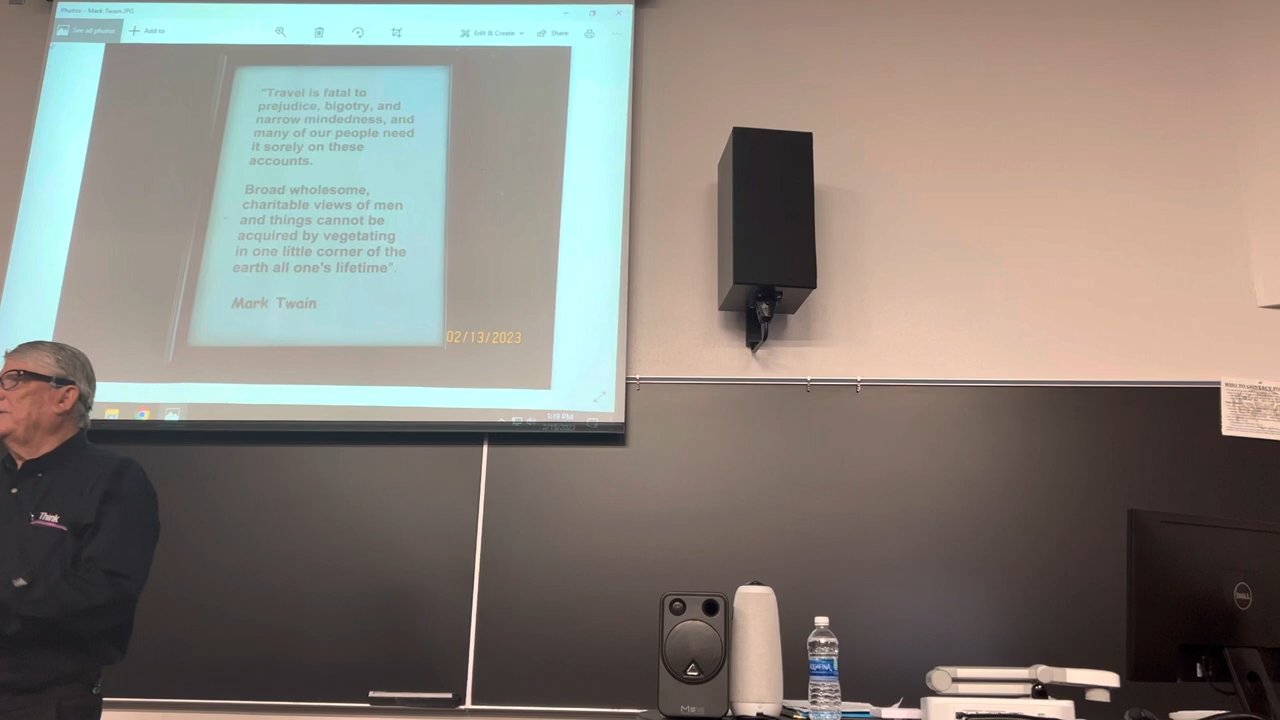 Photos - Mark Twain.JPG
See all photos
Add to
Edit & Create
Share
"Travel is fatal to
prejudice, bigotry, and
narrow mindedness, and
many of our people need
it sorely on these
accounts.
Broad wholesome,
charitable views of men
and things cannot be
acquired by vegetating
in one little corner of the
earth all one's lifetime".
Mark Twain
02/13/2023
1:19 PM
Think
DELL